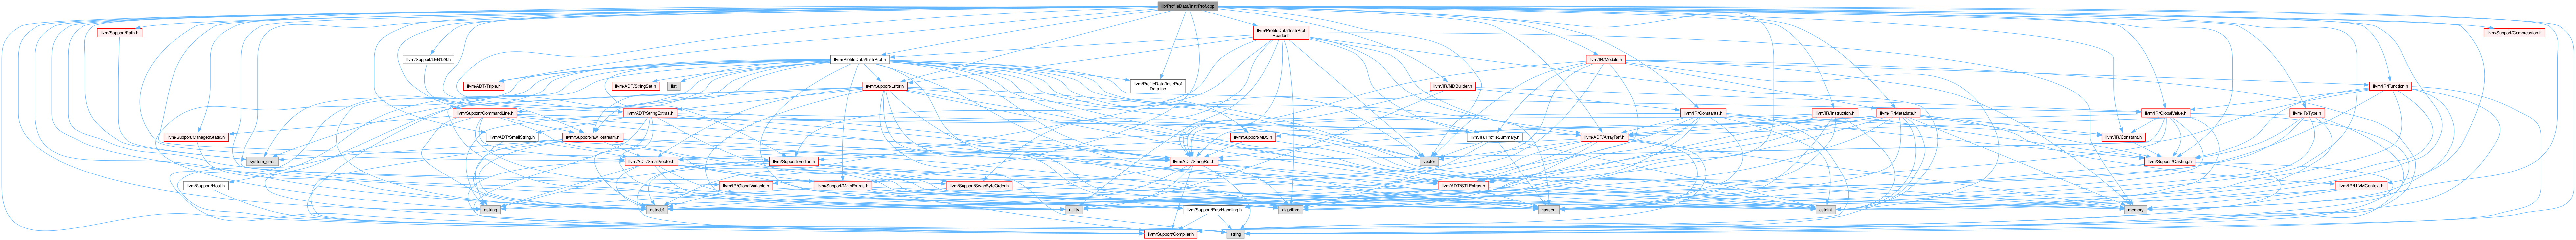 lib/ProfileData/InstrProf.cpp
llvm/Support/Path.h
llvm/ProfileData/InstrProf
Reader.h
llvm/Support/Compression.h
llvm/Support/LEB128.h
llvm/ProfileData/InstrProf.h
llvm/IR/Module.h
llvm/ADT/Triple.h
llvm/ADT/StringSet.h
list
llvm/Support/Error.h
llvm/ProfileData/InstrProf
Data.inc
llvm/IR/MDBuilder.h
llvm/IR/Function.h
llvm/Support/CommandLine.h
llvm/ADT/StringExtras.h
llvm/IR/Constants.h
llvm/IR/Instruction.h
llvm/IR/Metadata.h
llvm/IR/GlobalValue.h
llvm/IR/Type.h
llvm/Support/ManagedStatic.h
llvm/ADT/SmallString.h
llvm/Support/raw_ostream.h
llvm/Support/MD5.h
llvm/IR/ProfileSummary.h
llvm/ADT/ArrayRef.h
llvm/IR/Constant.h
system_error
llvm/ADT/SmallVector.h
llvm/Support/Endian.h
llvm/ADT/StringRef.h
vector
llvm/Support/Casting.h
llvm/Support/Host.h
llvm/IR/GlobalVariable.h
llvm/Support/MathExtras.h
llvm/Support/SwapByteOrder.h
llvm/ADT/STLExtras.h
llvm/IR/LLVMContext.h
cstring
cstddef
utility
llvm/Support/ErrorHandling.h
algorithm
cassert
cstdint
memory
llvm/Support/Compiler.h
string